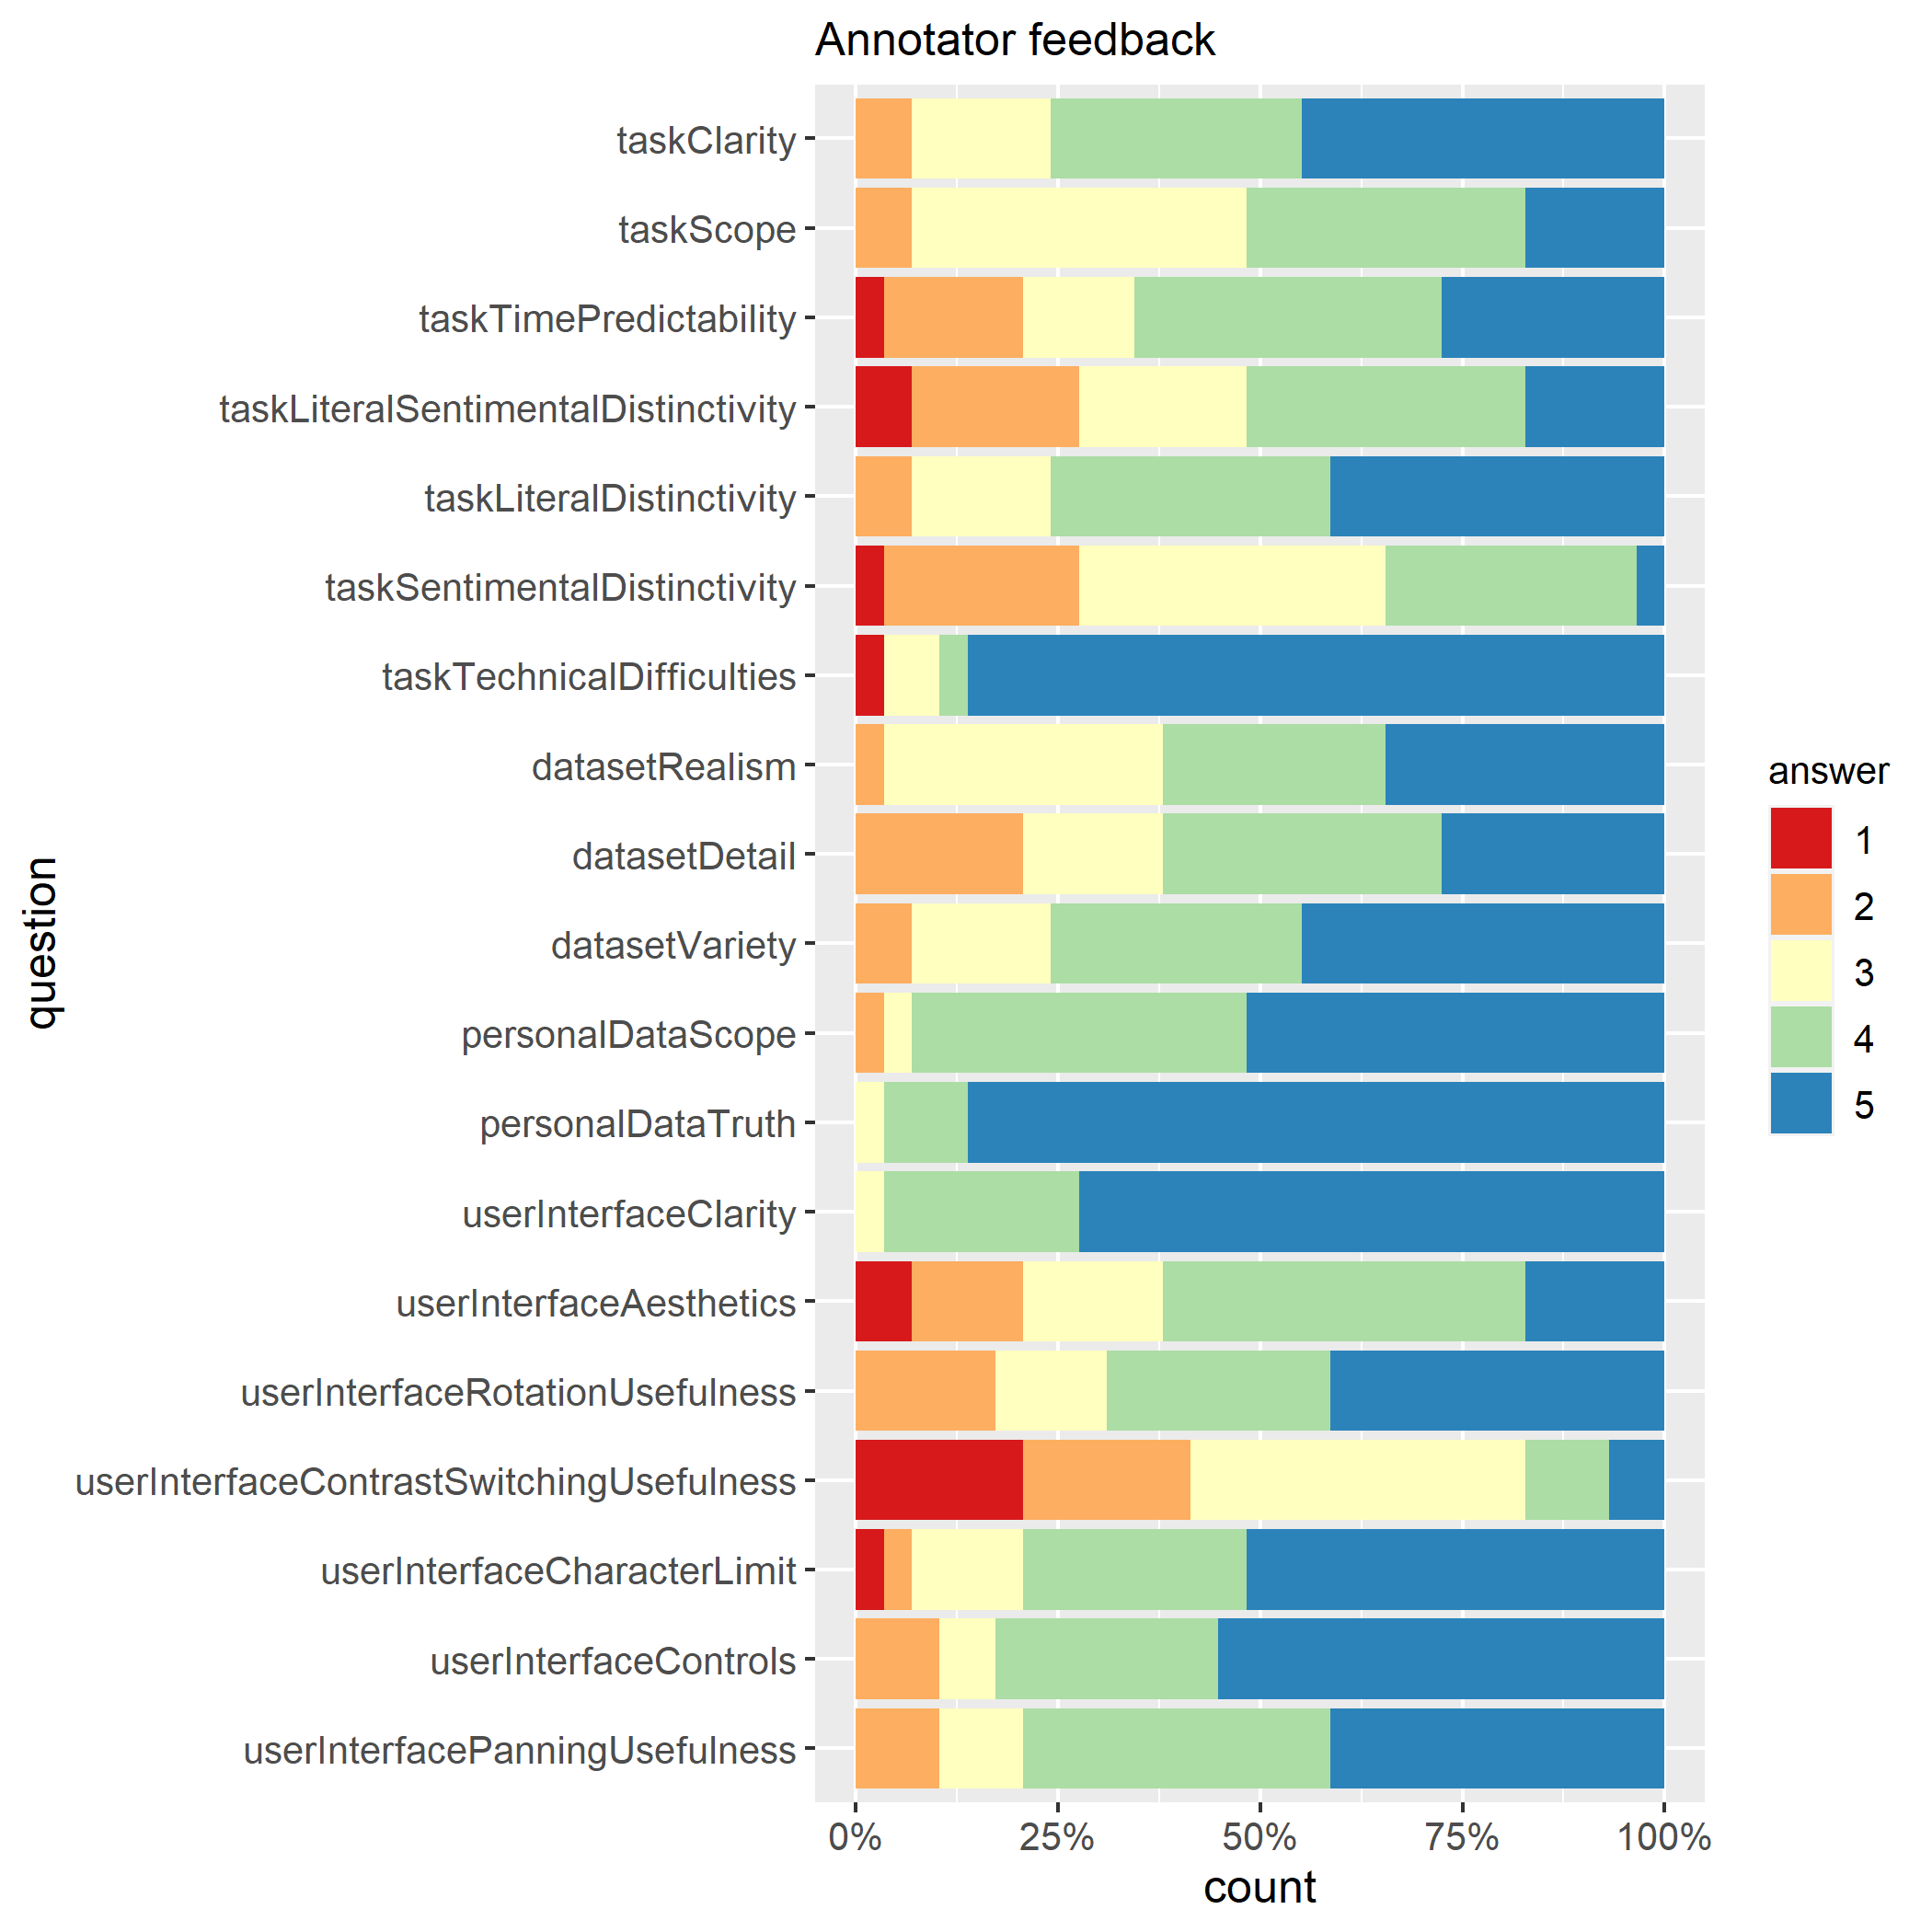 Annotator feedback
taskClarity
taskScope
taskTimePredictability
taskLiteralSentimentalDistinctivity
taskLiteralDistinctivity
taskSentimentalDistinctivity
taskTechnicalDifficulties
datasetRealism
datasetDetail
datasetVariety
personalDataScope
personalDataTruth
userInterfaceClarity
userInterfaceAesthetics
userInterfaceRotationUsefulness
userInterfaceContrastSwitchingUsefulness
userInterfaceCharacterLimit
userInterfaceControls
userInterfacePanningUsefulness
question
0% 25% 50% 75% 100%
count
answer
1
2
3
4
5